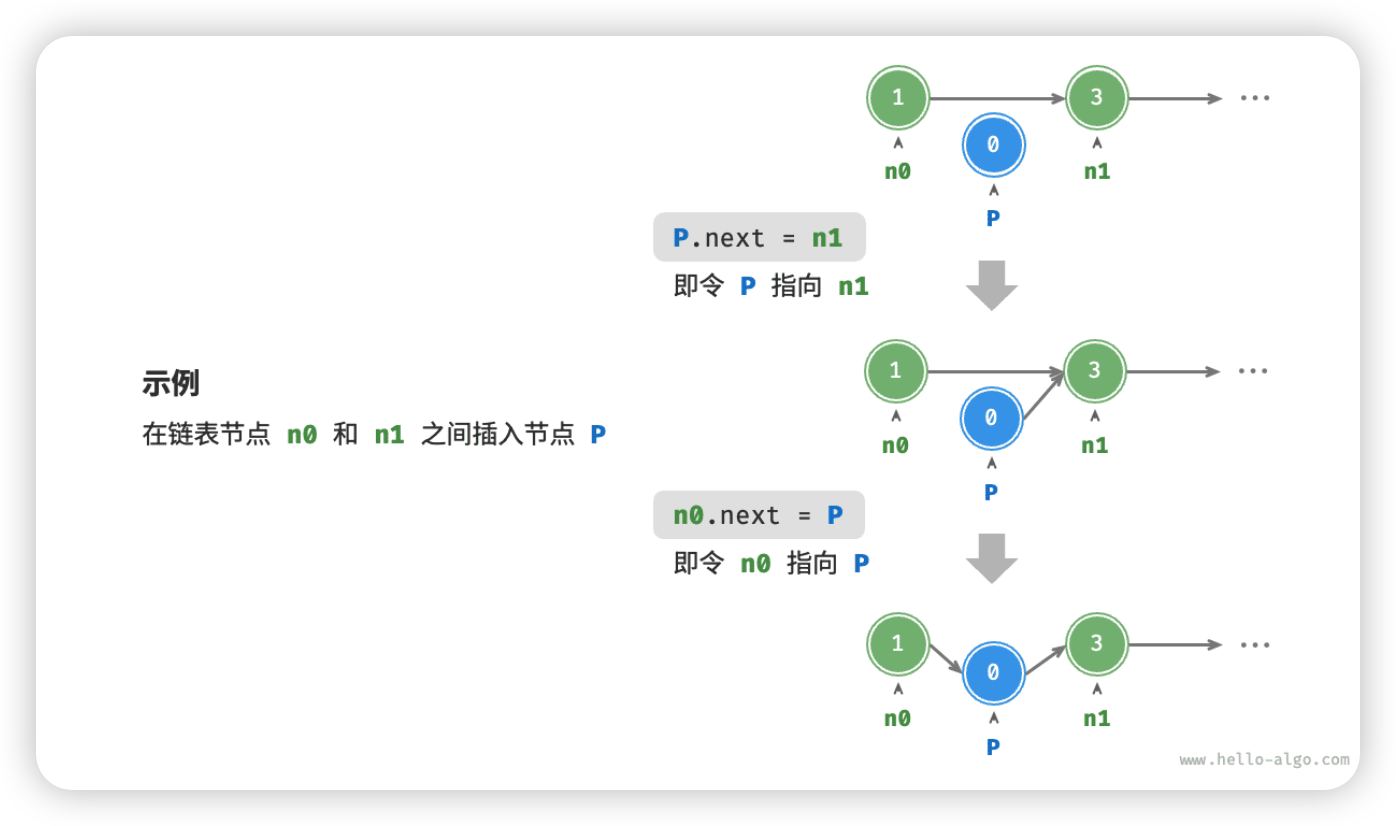 1 3 ...
0
n0 n1
P
P.next = n1
即令 P 指向 n1
1 3 ...
示例
0
在链表节点 n0 和 n1 之间插入节点 P
n0 n1
P
n0.next = P
即令 n0 指向 P
1 3 ...
0
n0 n1
P
www.hello-algo.com